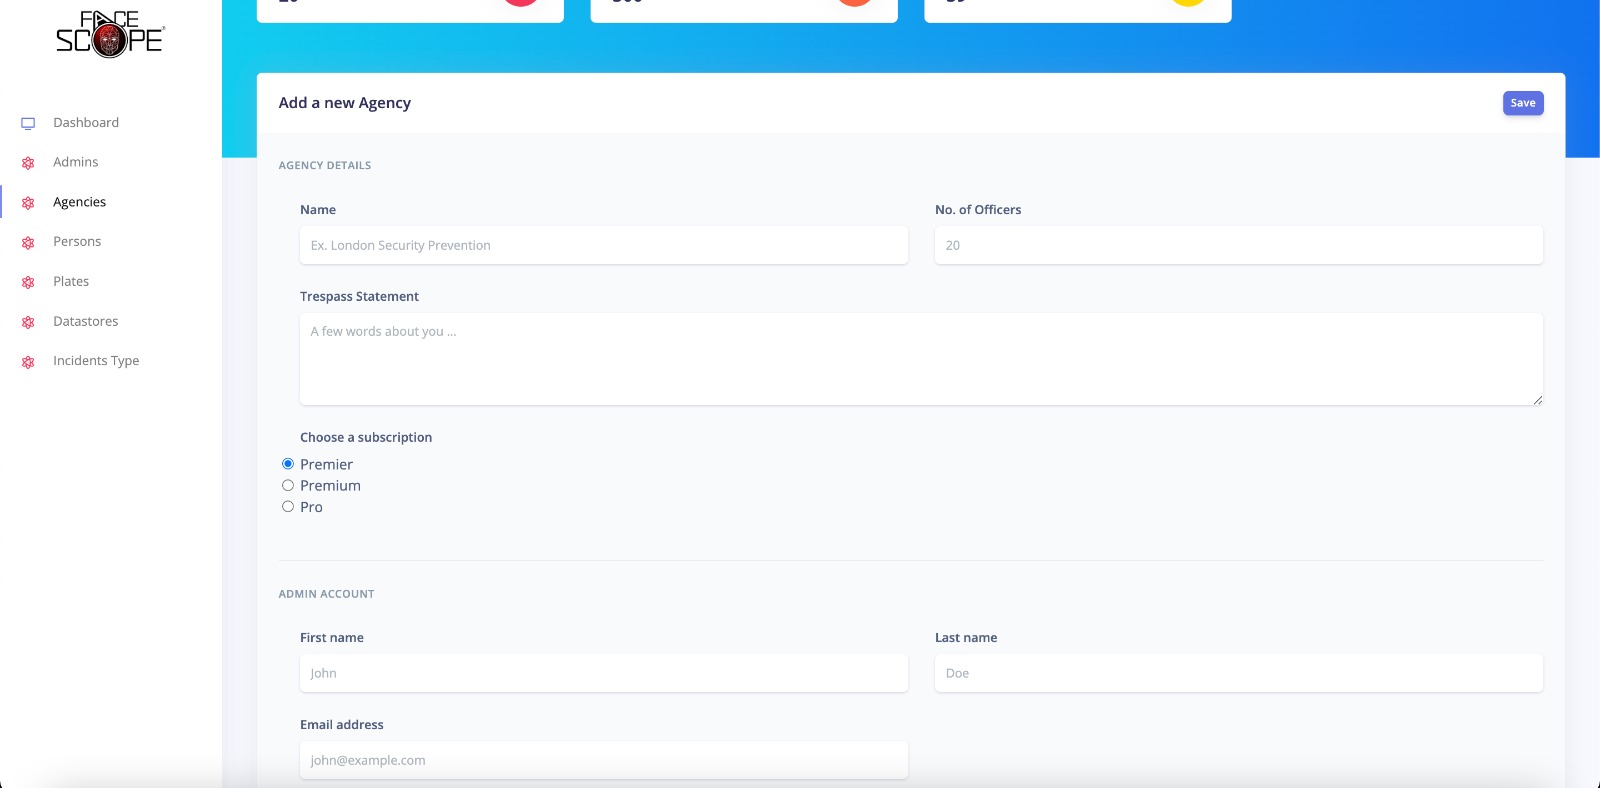 FACE
SCOPE
Dashboard
Admins
Agencies
Persons
Plates
Datastores
Incidents Type
Add a new Agency
Save
AGENCY DETAILS
Name
No. of Officers
Ex. London Security Prevention
20
Trespass Statement
A few words about you ...
Choose a subscription
Premier
Premium
Pro
ADMIN ACCOUNT
First name
Last name
John
Doe
Email address
john@example.com